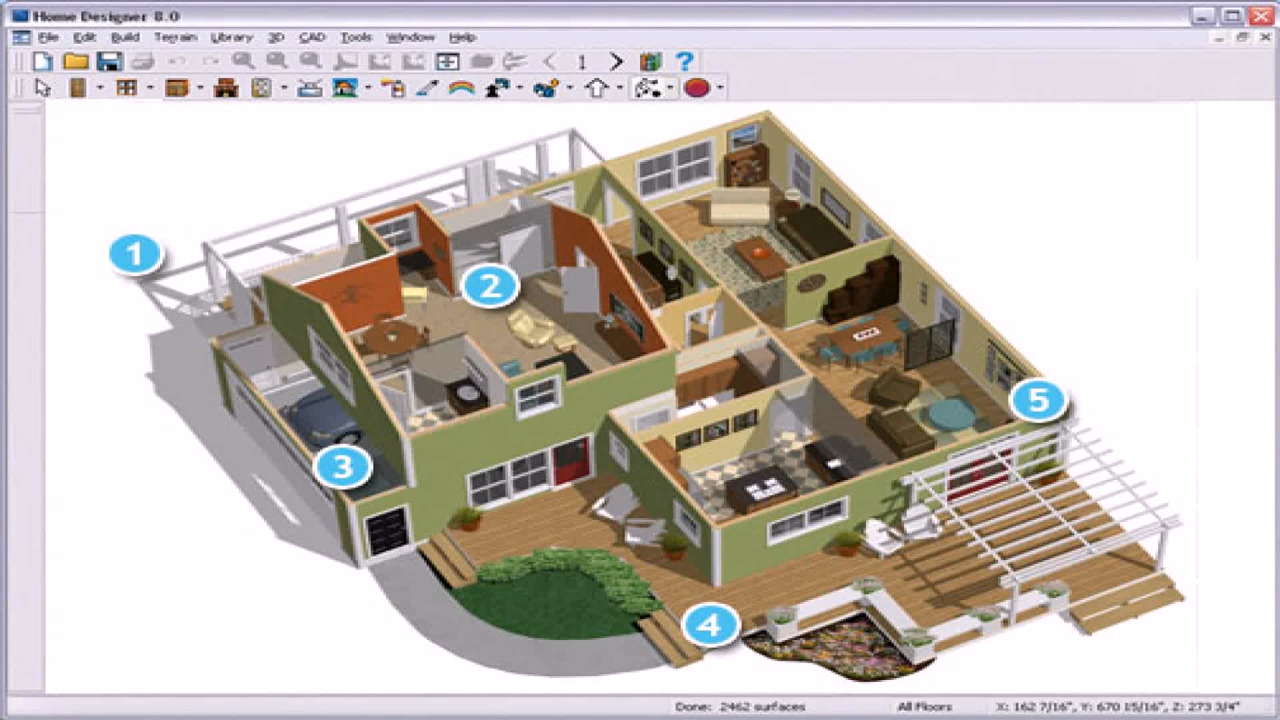 Home Designer 8.0
File Edit Build Terrain Library 3D CAD Tools Window Help
1
1
2
3
4
5
Done: 2462 surfaces All Floors X: 162 7/16", Y: 670 15/16", Z: 273 3/4"